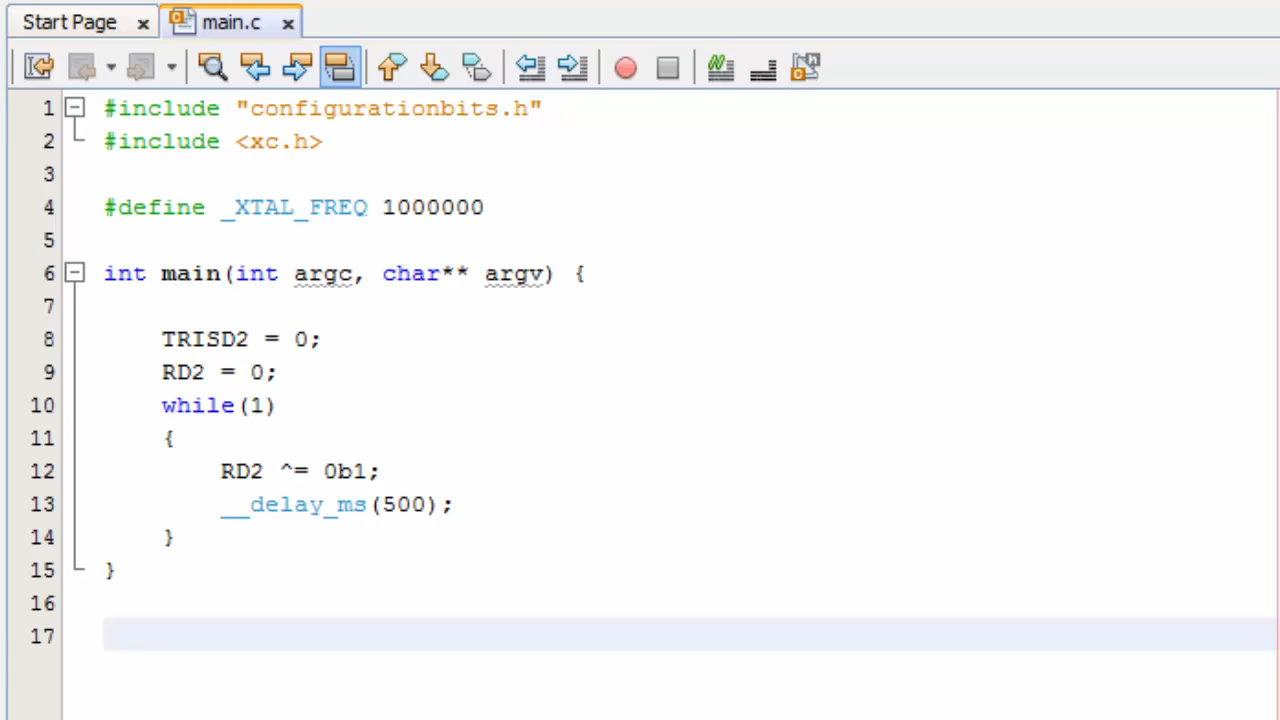 Start Page x main.c x
1 #include "configurationbits.h"
2 #include <xc.h>
3
4 #define _XTAL_FREQ 1000000
5
6 int main(int argc, char** argv) {
7
8 TRISD2 = 0;
9 RD2 = 0;
10 while(1)
11 {
12 RD2 ^= 0b1;
13 __delay_ms(500);
14 }
15 }
16
17